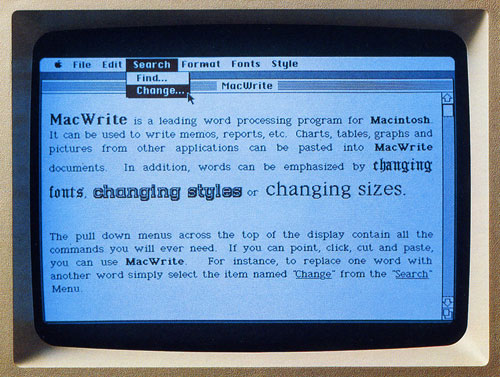 File Edit Search Format Fonts Style
Find...
Change...
MacWrite
MacWrite is a leading word processing program for Macintosh.
It can be used to write memos, reports, etc. Charts, tables, graphs and
pictures from other applications can be pasted into MacWrite
documents. In addition, words can be emphasized by changing
fonts, changing styles or changing sizes.
The pull down menus across the top of the display contain all the
commands you will ever need. If you can point, click, cut and paste,
you can use MacWrite. For instance, to replace one word with
another word simply select the item named "Change" from the "Search"
Menu.